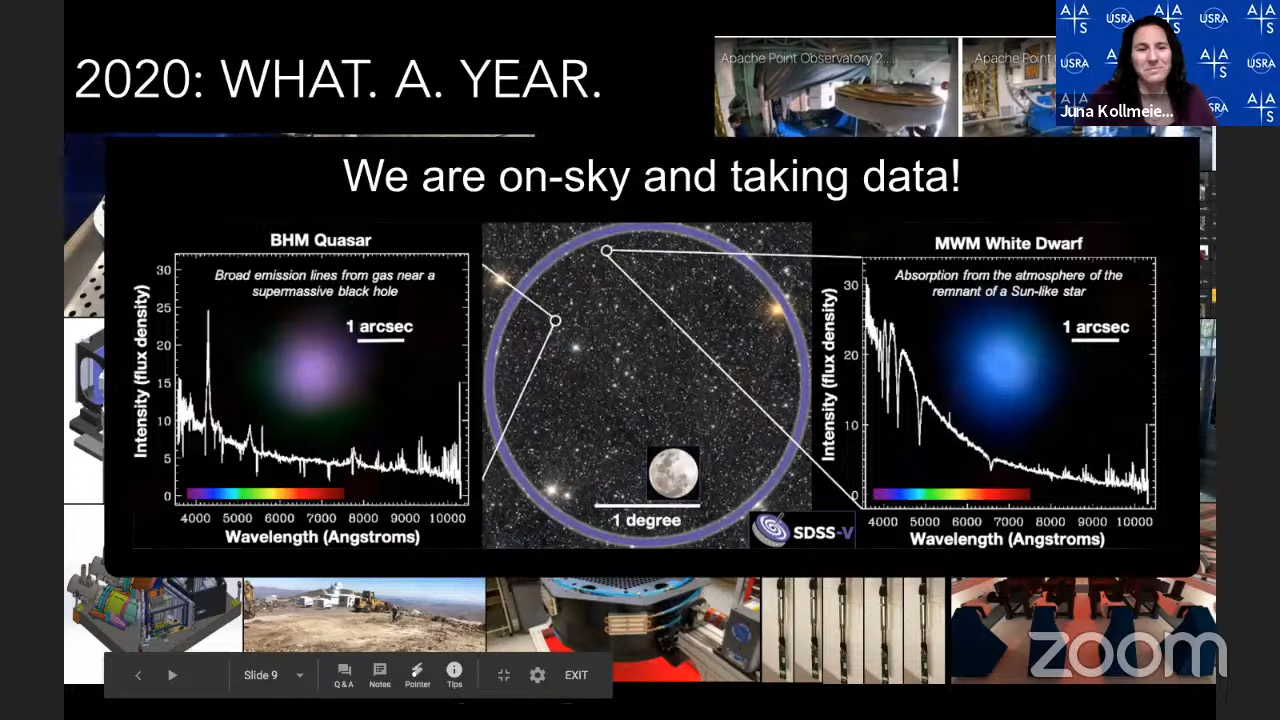 2020: WHAT. A. YEAR.
Apache Point Observatory 2...
Apache Point
Juna Kollmeie...
A A S
USRA
We are on-sky and taking data!
BHM Quasar
Broad emission lines from gas near a
supermassive black hole
1 arcsec
Intensity (flux density)
30
25
20
15
10
5
0
4000 5000 6000 7000 8000 9000 10000
Wavelength (Angstroms)
1 degree
SDSS-V
MWM White Dwarf
Absorption from the atmosphere of the
remnant of a Sun-like star
1 arcsec
Intensity (flux density)
30
20
10
0
4000 5000 6000 7000 8000 9000 10000
Wavelength (Angstroms)
Slide 9
Q&A
Notes
Pointer
Tips
EXIT
zoom